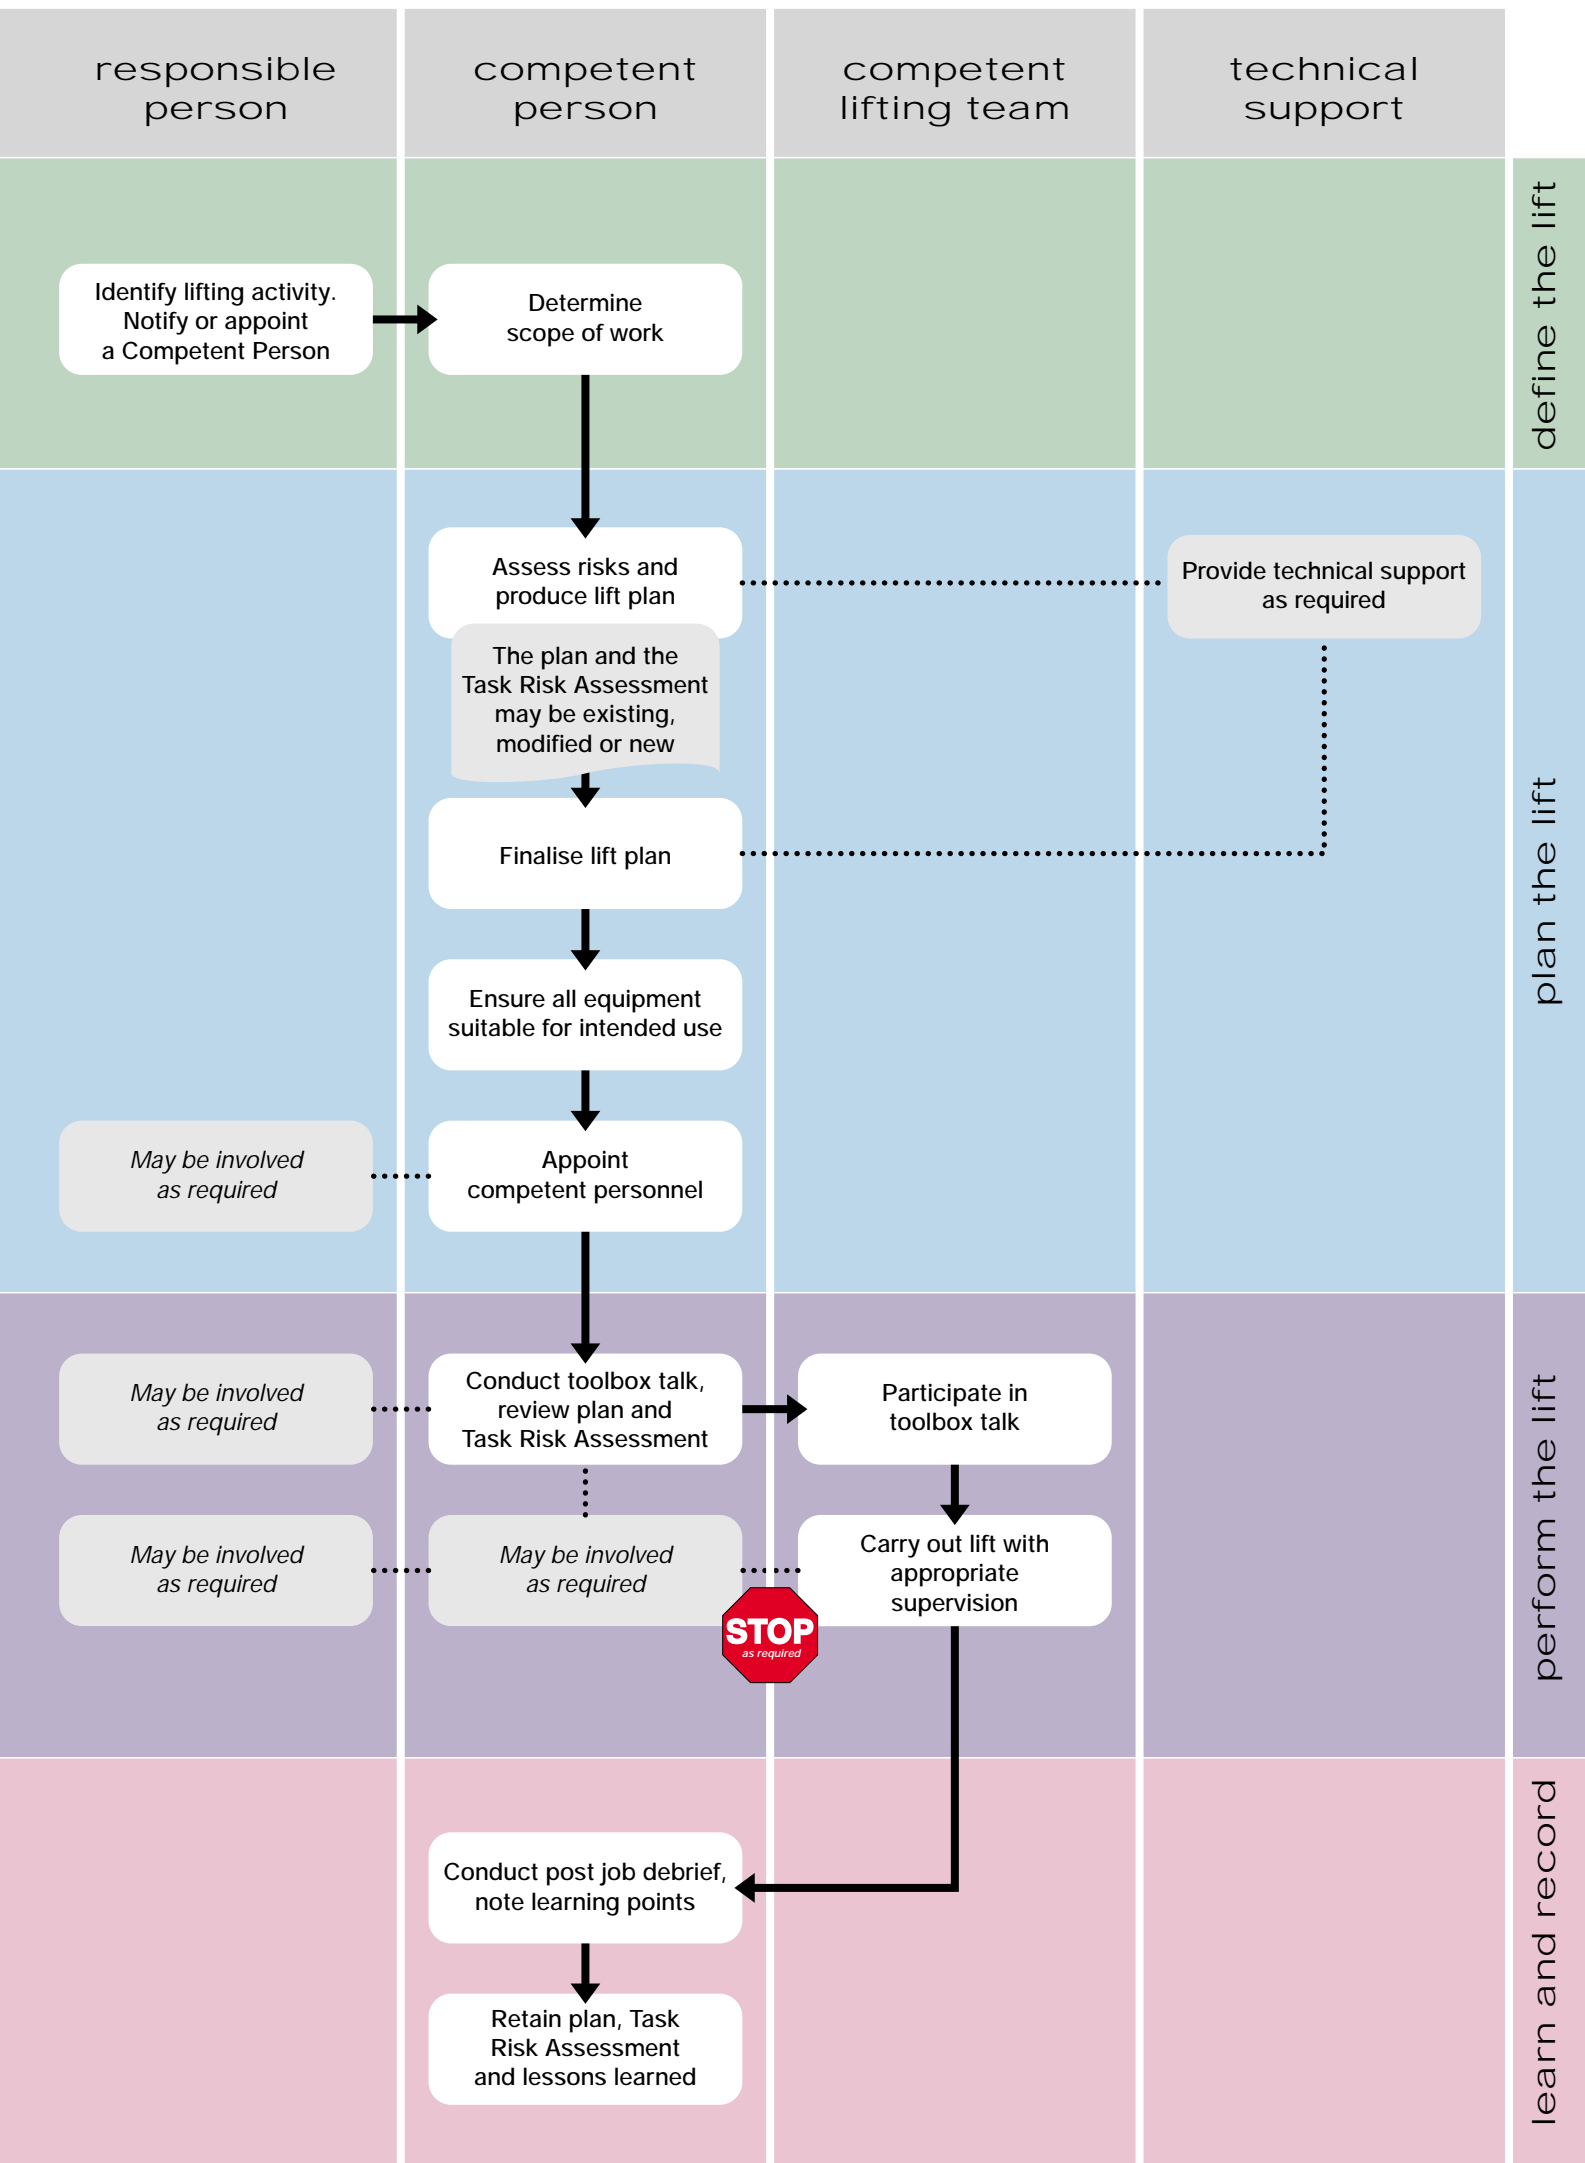 responsible
person
competent
person
competent
lifting team
technical
support
define the lift
Identify lifting activity.
Notify or appoint
a Competent Person
Determine
scope of work
plan the lift
Assess risks and
produce lift plan
Provide technical support
as required
The plan and the
Task Risk Assessment
may be existing,
modified or new
Finalise lift plan
Ensure all equipment
suitable for intended use
May be involved
as required
Appoint
competent personnel
perform the lift
May be involved
as required
Conduct toolbox talk,
review plan and
Task Risk Assessment
Participate in
toolbox talk
May be involved
as required
May be involved
as required
Carry out lift with
appropriate
supervision
STOP
as required
learn and record
Conduct post job debrief,
note learning points
Retain plan, Task
Risk Assessment
and lessons learned